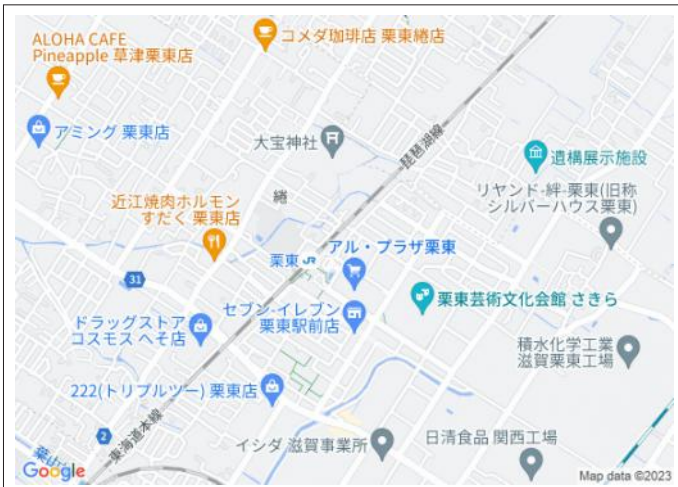 ALOHA CAFE
Pineapple 草津栗東店
コメダ珈琲店 栗東綣店
アミング 栗東店
大宝神社
琵琶湖線
遺構展示施設
リヤンド-絆-栗東(旧称
シルバーハウス栗東)
近江焼肉ホルモン
すだく 栗東店
綣
栗東
JR
アル・プラザ栗東
31
栗東芸術文化会館 さきら
ドラッグストア
コスモス へそ店
セブン-イレブン
栗東駅前店
積水化学工業
滋賀栗東工場
222(トリプルツー) 栗東店
2
東海道本線
イシダ 滋賀事業所
日清食品 関西工場
葉山
Google
Map data ©2023